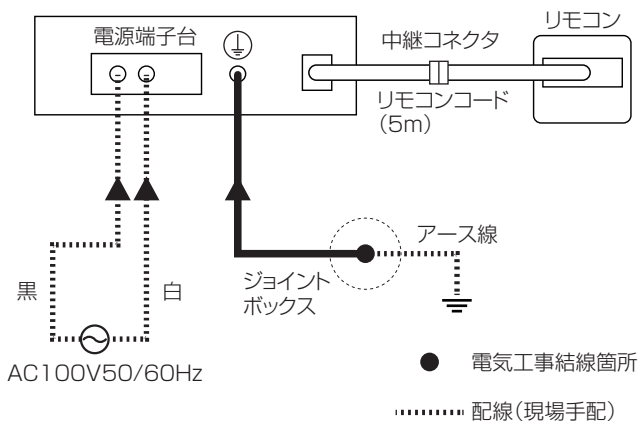 電源端子台
中継コネクタ
リモコン
リモコンコード
(5m)
アース線
ジョイント
ボックス
黒
白
AC100V50/60Hz
電気工事結線箇所
配線(現場手配)